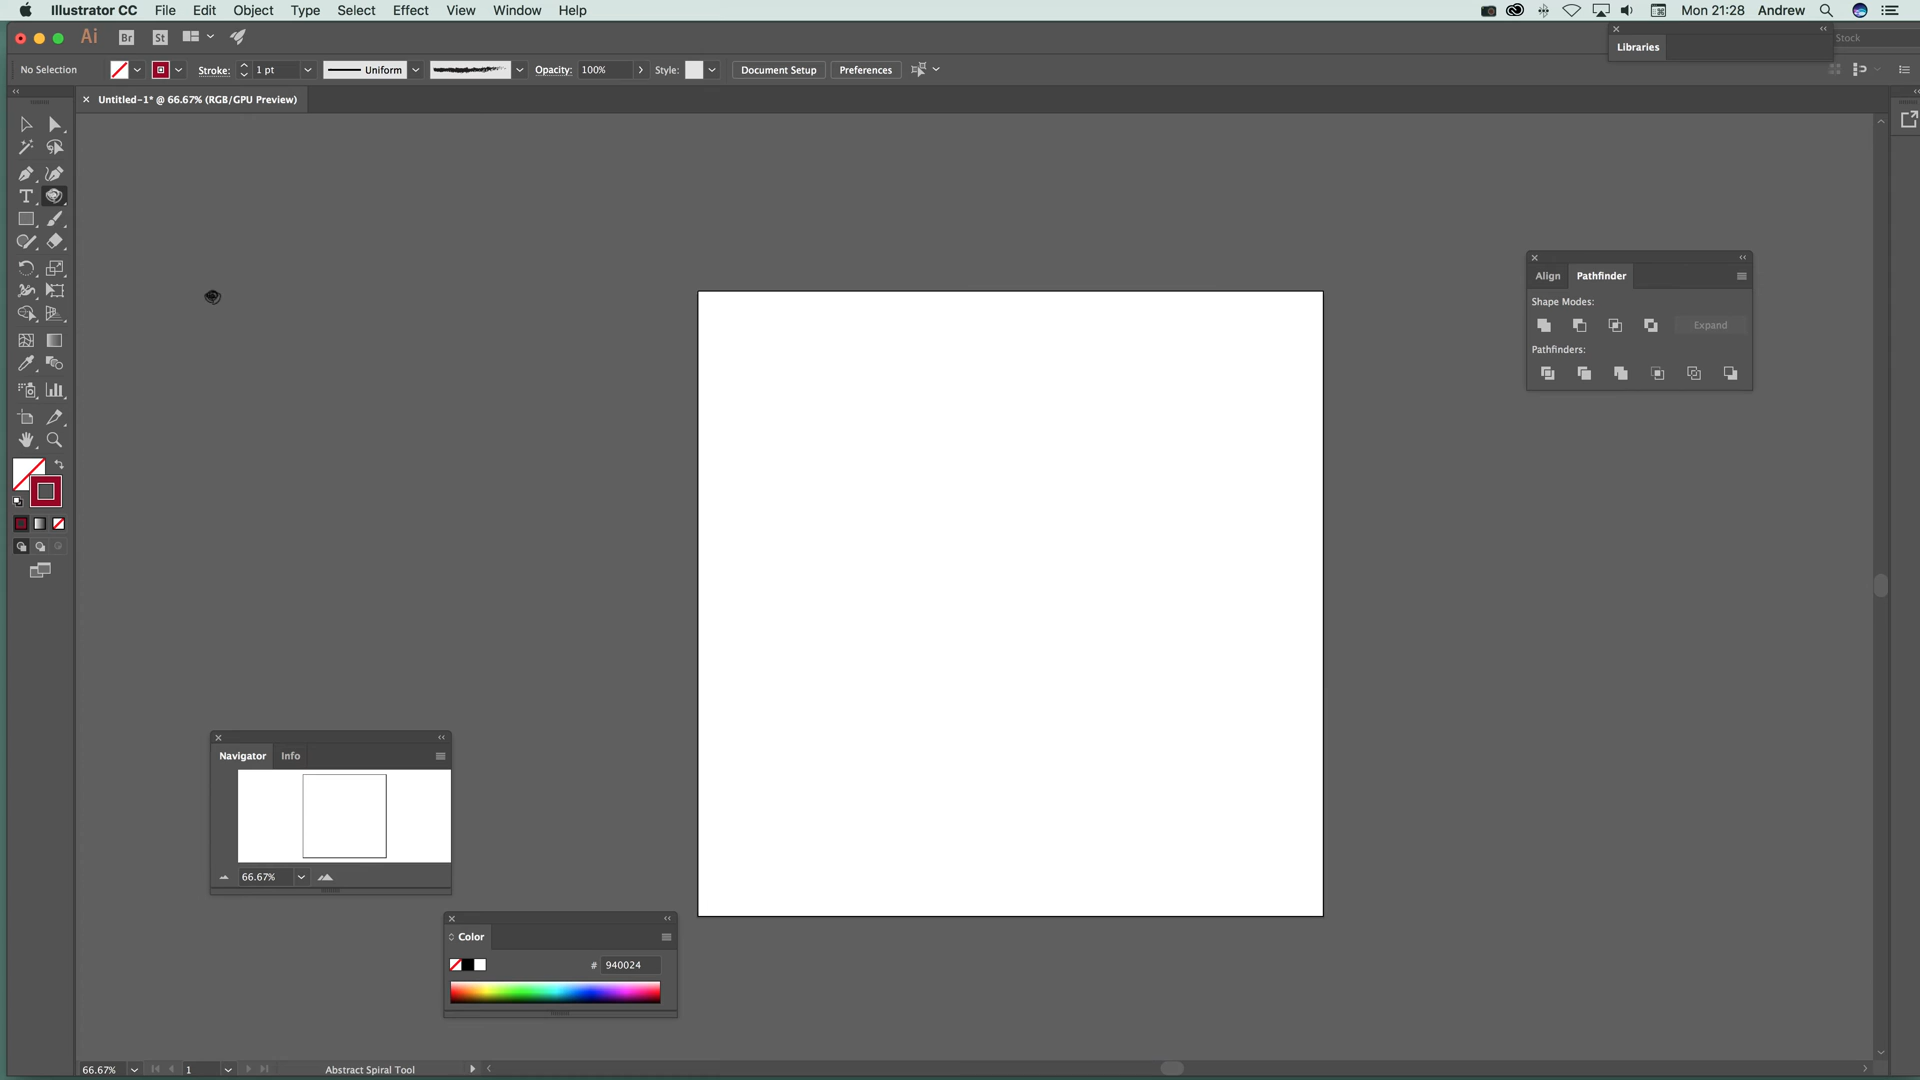 Illustrator CC File Edit Object Type Select Effect View Window Help
Mon 21:28 Andrew
Ai Br St
Stock
Libraries
No Selection Stroke: 1 pt Uniform Opacity: 100% Style: Document Setup Preferences
Untitled-1* @ 66.67% (RGB/GPU Preview)
Align Pathfinder
Shape Modes:
Expand
Pathfinders:
Navigator Info
66.67%
Color
# 940024
66.67% 1 Abstract Spiral Tool